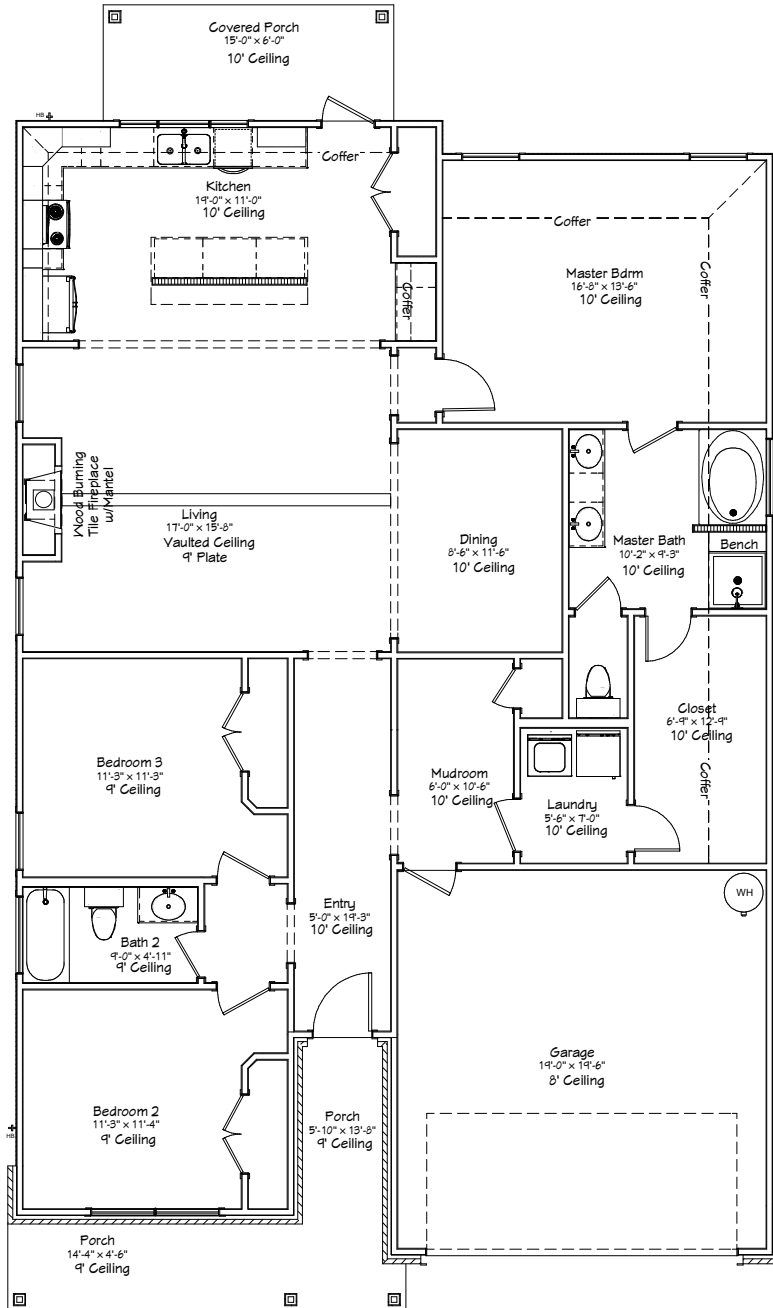 Covered Porch
15'-0" x 6'-0"
10' Ceiling
HB
Coffer
Kitchen
19'-0" x 11'-0"
10' Ceiling
Coffer
Coffer
Master Bdrm
16'-8" x 13'-6"
10' Ceiling
Coffer
Wood Burning
Tile Fireplace
w/Mantel
Living
17'-0" x 15'-8"
Vaulted Ceiling
9' Plate
Dining
8'-6" x 11'-6"
10' Ceiling
Master Bath
10'-2" x 9'-3"
10' Ceiling
Bench
Closet
6'-9" x 12'-9"
10' Ceiling
Coffer
Bedroom 3
11'-3" x 11'-3"
9' Ceiling
Mudroom
6'-0" x 10'-6"
10' Ceiling
Laundry
5'-6" x 7'-0"
10' Ceiling
WH
Entry
5'-0" x 19'-3"
10' Ceiling
Bath 2
9'-0" x 4'-11"
9' Ceiling
Garage
19'-0" x 19'-6"
8' Ceiling
Bedroom 2
11'-3" x 11'-4"
9' Ceiling
HB
Porch
5'-10" x 13'-8"
9' Ceiling
Porch
14'-4" x 4'-6"
9' Ceiling